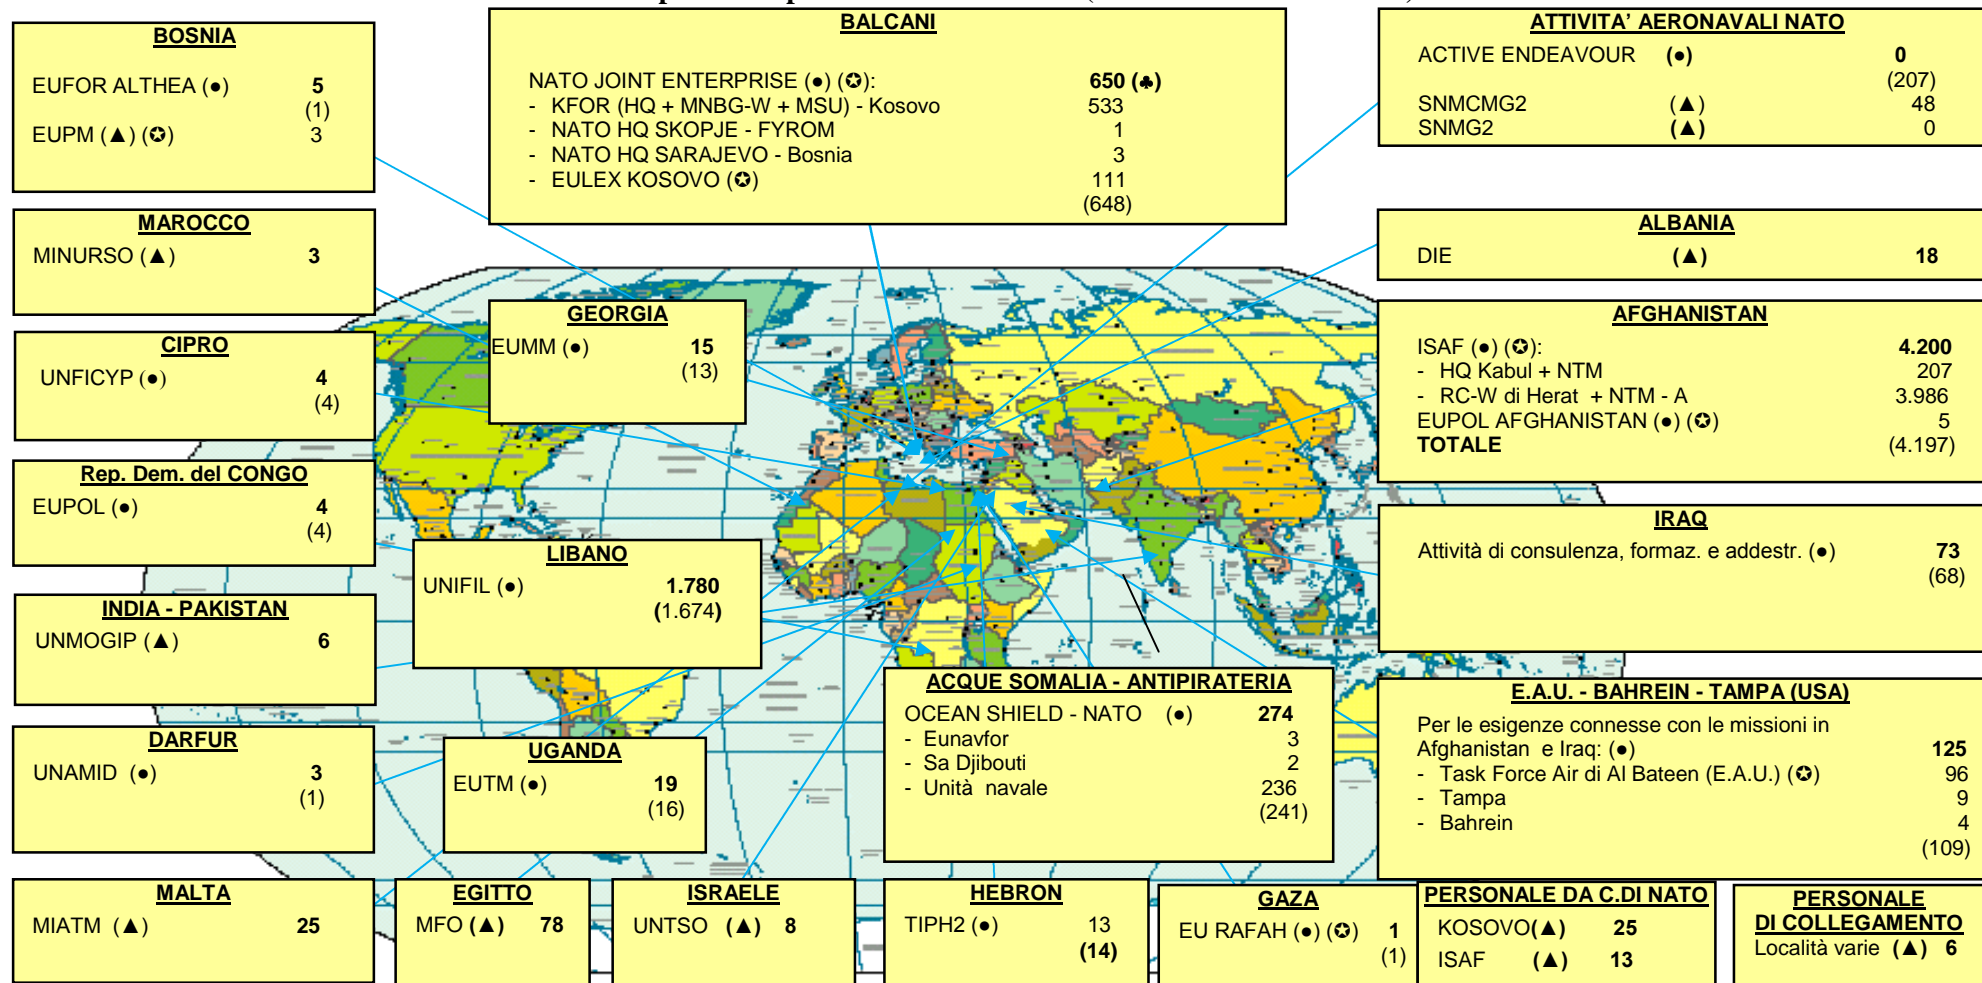 BOSNIA
EUFOR ALTHEA (●) 5
(1)
EUPM (▲) (✪) 3
BALCANI
NATO JOINT ENTERPRISE (●) (✪): 650 (♣)
- KFOR (HQ + MNBG-W + MSU) - Kosovo 533
- NATO HQ SKOPJE - FYROM 1
- NATO HQ SARAJEVO - Bosnia 3
- EULEX KOSOVO (✪) 111
(648)
ATTIVITA’ AERONAVALI NATO
ACTIVE ENDEAVOUR (●) 0
(207)
SNMCMG2 (▲) 48
SNMG2 (▲) 0
MAROCCO
MINURSO (▲) 3
ALBANIA
DIE (▲) 18
GEORGIA
EUMM (●) 15
(13)
CIPRO
UNFICYP (●) 4
(4)
AFGHANISTAN
ISAF (●) (✪): 4.200
- HQ Kabul + NTM 207
- RC-W di Herat + NTM - A 3.986
EUPOL AFGHANISTAN (●) (✪) 5
TOTALE (4.197)
Rep. Dem. del CONGO
EUPOL (●) 4
(4)
LIBANO
UNIFIL (●) 1.780
(1.674)
IRAQ
Attività di consulenza, formaz. e addestr. (●) 73
(68)
INDIA - PAKISTAN
UNMOGIP (▲) 6
ACQUE SOMALIA - ANTIPIRATERIA
OCEAN SHIELD - NATO (●) 274
- Eunavfor 3
- Sa Djibouti 2
- Unità navale 236
(241)
E.A.U. - BAHREIN - TAMPA (USA)
Per le esigenze connesse con le missioni in
Afghanistan e Iraq: (●) 125
- Task Force Air di Al Bateen (E.A.U.) (✪) 96
- Tampa 9
- Bahrein 4
(109)
DARFUR
UNAMID (●) 3
(1)
UGANDA
EUTM (●) 19
(16)
MALTA
MIATM (▲) 25
EGITTO
MFO (▲) 78
ISRAELE
UNTSO (▲) 8
HEBRON
TIPH2 (●) 13
(14)
GAZA
EU RAFAH (●) (✪) 1
(1)
PERSONALE DA C.DI NATO
KOSOVO(▲) 25
ISAF (▲) 13
PERSONALE
DI COLLEGAMENTO
Località varie (▲) 6